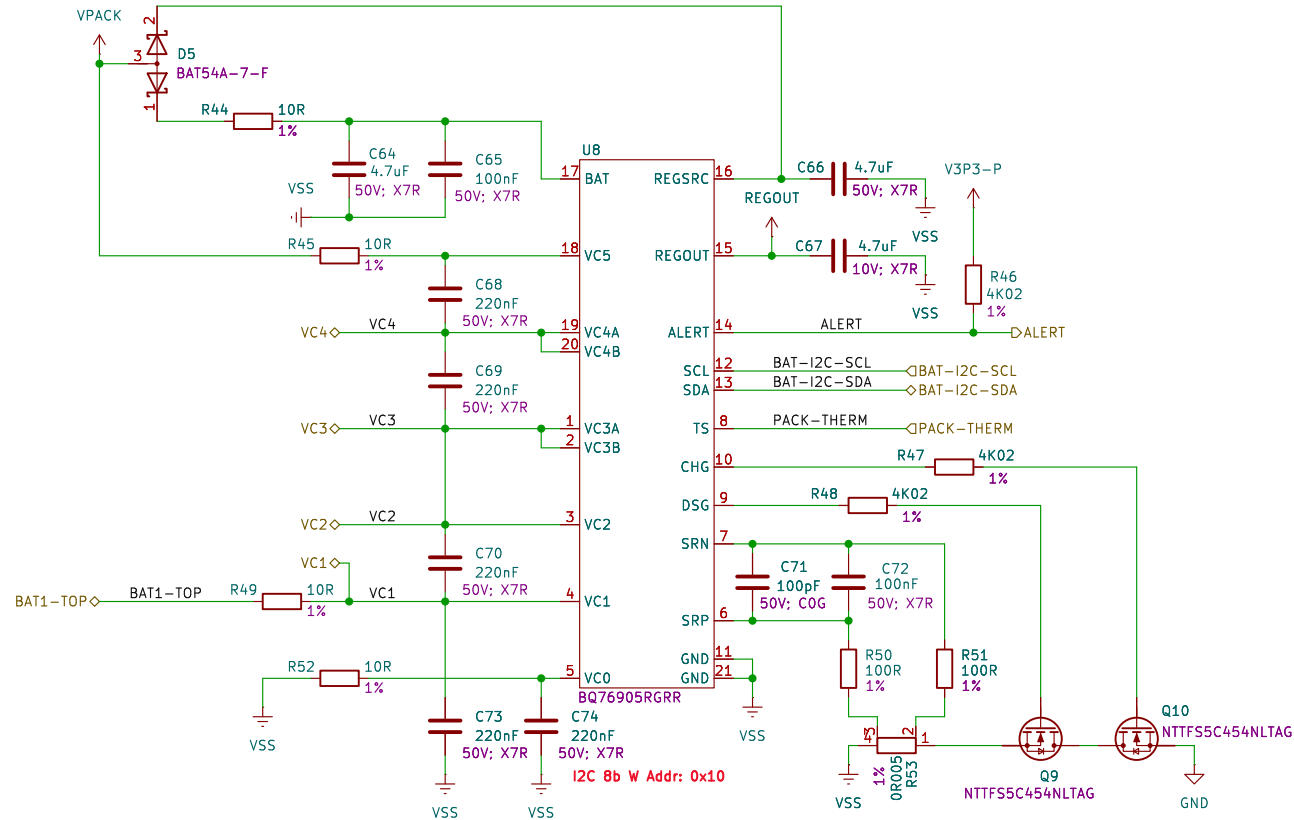 VPACK
2
3
D5
BAT54A-7-F
1
R44
10R
1%
C64
4.7uF
50V; X7R
C65
100nF
50V; X7R
VSS
U8
17
BAT
REGSRC
16
C66
4.7uF
50V; X7R
VSS
V3P3-P
REGOUT
R45
10R
1%
18
VC5
REGOUT
15
C67
4.7uF
10V; X7R
VSS
R46
4K02
1%
C68
220nF
50V; X7R
VC4
VC4
19
VC4A
20
VC4B
ALERT
14
ALERT
ALERT
C69
220nF
50V; X7R
SCL
12
BAT-I2C-SCL
BAT-I2C-SCL
SDA
13
BAT-I2C-SDA
BAT-I2C-SDA
VC3
VC3
1
VC3A
2
VC3B
TS
8
PACK-THERM
PACK-THERM
CHG
10
R47
4K02
1%
DSG
9
R48
4K02
1%
VC2
VC2
3
VC2
SRN
7
C70
220nF
50V; X7R
C71
100pF
50V; C0G
C72
100nF
50V; X7R
VC1
BAT1-TOP
BAT1-TOP
R49
10R
1%
VC1
4
VC1
SRP
6
R50
100R
1%
R51
100R
1%
R52
10R
1%
5
VC0
GND
11
GND
21
BQ76905RGRR
VSS
C73
220nF
50V; X7R
C74
220nF
50V; X7R
VSS
VSS
VSS
I2C 8b W Addr: 0x10
4
3
2
1
1%
0R005
R53
VSS
Q9
NTTFS5C454NLTAG
Q10
NTTFS5C454NLTAG
GND